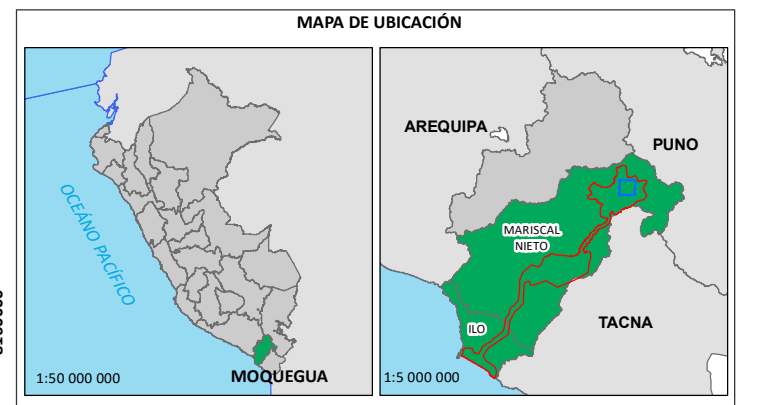 MAPA DE UBICACIÓN
OCEÁNO PACÍFICO
1:50 000 000
MOQUEGUA
AREQUIPA
PUNO
MARISCAL
NIETO
ILO
TACNA
1:5 000 000